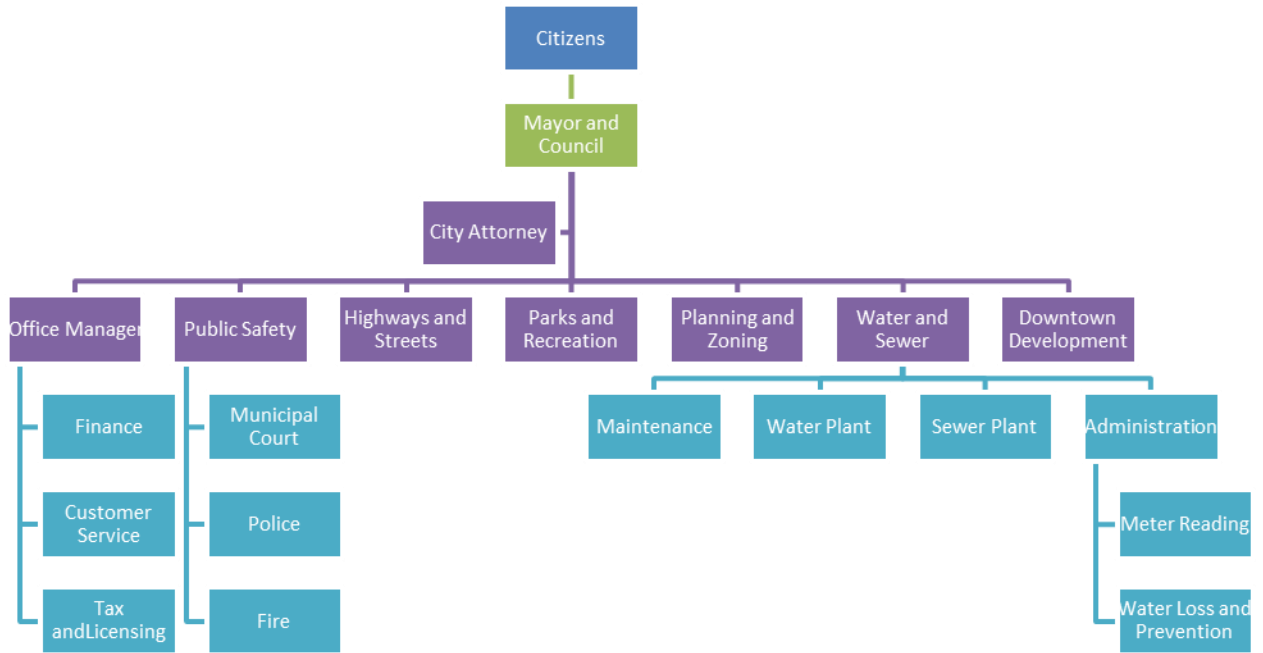 Citizens
Mayor and
Council
City Attorney
Office Manager
Public Safety
Highways and
Streets
Parks and
Recreation
Planning and
Zoning
Water and
Sewer
Downtown
Development
Finance
Customer
Service
Tax
andLicensing
Municipal
Court
Police
Fire
Maintenance
Water Plant
Sewer Plant
Administration
Meter Reading
Water Loss and
Prevention